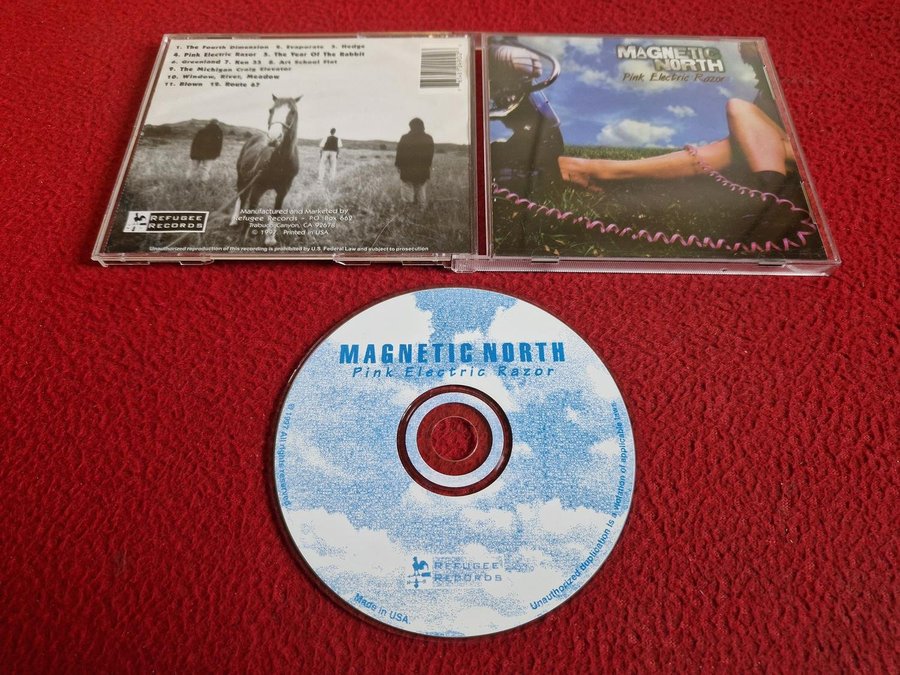 1. The Fourth Dimension 2. Evaporate 3. Hedge
4. Pink Electric Razor 5. The Year Of The Rabbit
6. Greenland 7. Ken 33 8. Art School Flat
9. The Michigan Craig Elevator
10. Window, River, Meadow
11. Blown 12. Route 67
REFUGEE
RECORDS
Manufactured and Marketed by
Refugee Records - P.O. Box 662
Trabuco Canyon, CA 92678
© 1997. Printed in USA.
Unauthorized reproduction of this recording is prohibited by U.S. Federal Law and subject to prosecution
MAGNETIC
NORTH
Pink Electric Razor
MAGNETIC NORTH
Pink Electric Razor
1997 All rights reserved.
REFUGEE
RECORDS
Made in USA.
Unauthorized duplication is a violation of applicable laws